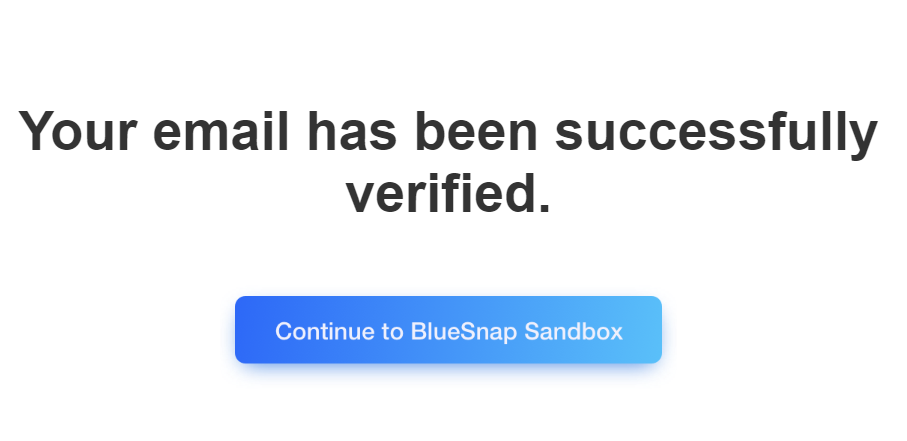 Your email has been successfully
verified.
Continue to BlueSnap Sandbox